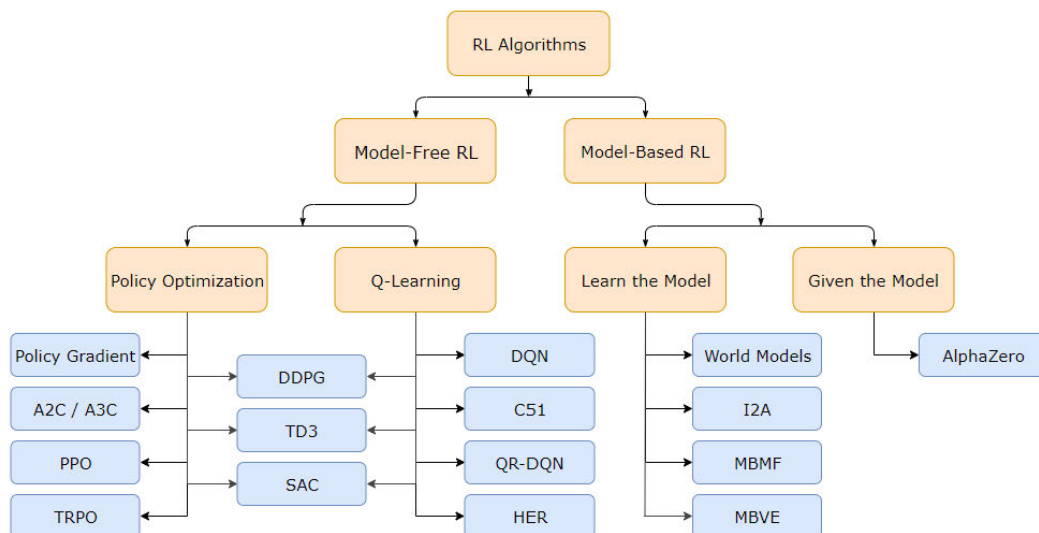 RL Algorithms
Model-Free RL
Model-Based RL
Policy Optimization
Q-Learning
Learn the Model
Given the Model
Policy Gradient
DQN
World Models
AlphaZero
DDPG
A2C / A3C
C51
I2A
TD3
PPO
QR-DQN
MBMF
SAC
TRPO
HER
MBVE